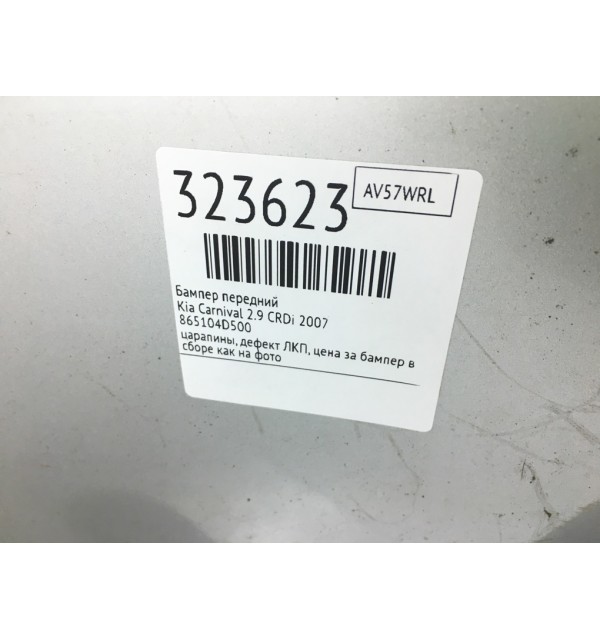 323623
AV57WRL
Бампер передний
Kia Carnival 2.9 CRDi 2007
865104D500
царапины, дефект ЛКП, цена за бампер в
сборе как на фото